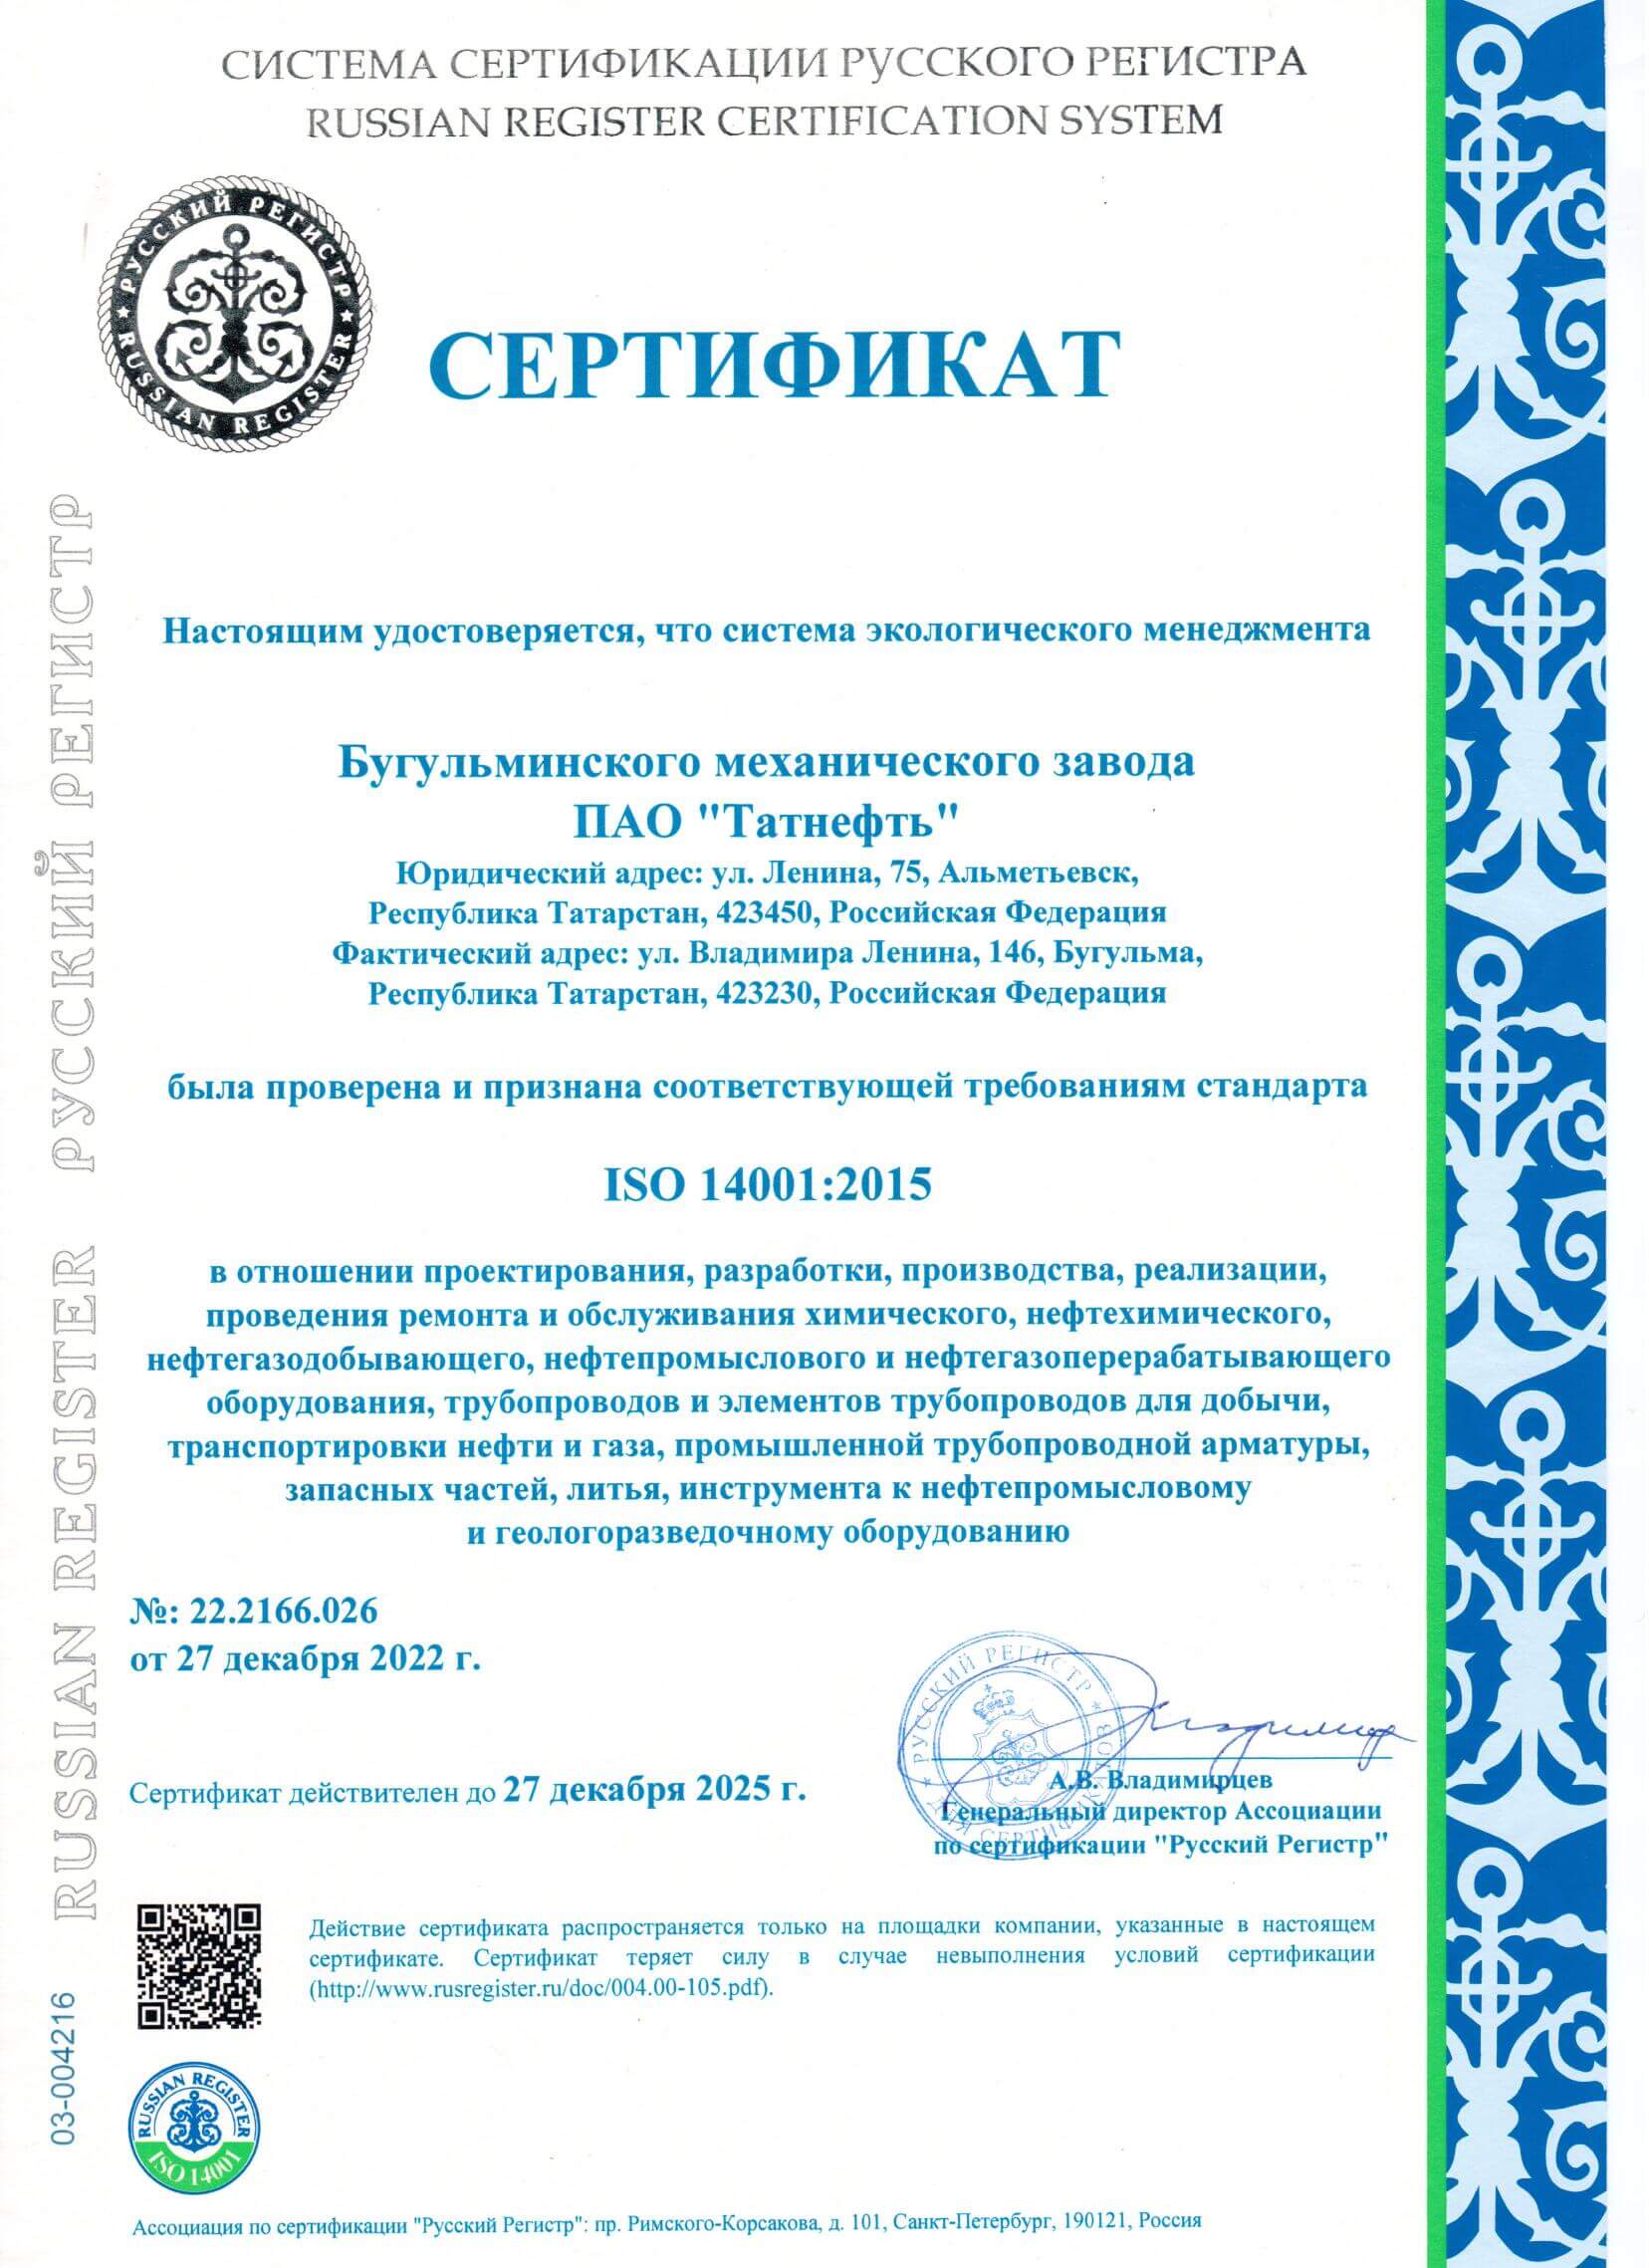 СИСТЕМА СЕРТИФИКАЦИИ РУССКОГО РЕГИСТРА
RUSSIAN REGISTER CERTIFICATION SYSTEM
РУССКИЙ РЕГИСТР
RUSSIAN REGISTER
СЕРТИФИКАТ
Настоящим удостоверяется, что система экологического менеджмента
Бугульминского механического завода
ПАО "Татнефть"
Юридический адрес: ул. Ленина, 75, Альметьевск,
Республика Татарстан, 423450, Российская Федерация
Фактический адрес: ул. Владимира Ленина, 146, Бугульма,
Республика Татарстан, 423230, Российская Федерация
была проверена и признана соответствующей требованиям стандарта
ISO 14001:2015
в отношении проектирования, разработки, производства, реализации,
проведения ремонта и обслуживания химического, нефтехимического,
нефтегазодобывающего, нефтепромыслового и нефтегазоперерабатывающего
оборудования, трубопроводов и элементов трубопроводов для добычи,
транспортировки нефти и газа, промышленной трубопроводной арматуры,
запасных частей, литья, инструмента к нефтепромысловому
и геологоразведочному оборудованию
№: 22.2166.026
от 27 декабря 2022 г.
РУССКИЙ РЕГИСТР
ДЛЯ СЕРТИФИКАТОВ
Сертификат действителен до 27 декабря 2025 г.
А.В. Владимирцев
Генеральный директор Ассоциации
по сертификации "Русский Регистр"
Действие сертификата распространяется только на площадки компании, указанные в настоящем
сертификате. Сертификат теряет силу в случае невыполнения условий сертификации
(http://www.rusregister.ru/doc/004.00-105.pdf).
RUSSIAN REGISTER
ISO 14001
Ассоциация по сертификации "Русский Регистр": пр. Римского-Корсакова, д. 101, Санкт-Петербург, 190121, Россия
03-004216
RUSSIAN REGISTER РУССКИЙ РЕГИСТР